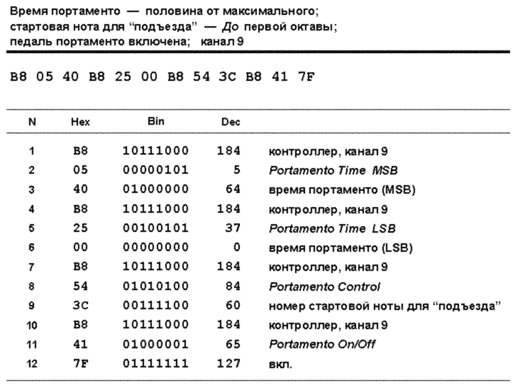 Время портаменто — половина от максимального;
стартовая нота для “подъезда” — До первой октавы;
педаль портаменто включена; канал 9
B8 05 40 B8 25 00 B8 54 3C B8 41 7F
N Hex Bin Dec
1 B8 10111000 184 контроллер, канал 9
2 05 00000101 5 Portamento Time MSB
3 40 01000000 64 время портаменто (MSB)
4 B8 10111000 184 контроллер, канал 9
5 25 00100101 37 Portamento Time LSB
6 00 00000000 0 время портаменто (LSB)
7 B8 10111000 184 контроллер, канал 9
8 54 01010100 84 Portamento Control
9 3C 00111100 60 номер стартовой ноты для “подъезда”
10 B8 10111000 184 контроллер, канал 9
11 41 01000001 65 Portamento On/Off
12 7F 01111111 127 вкл.